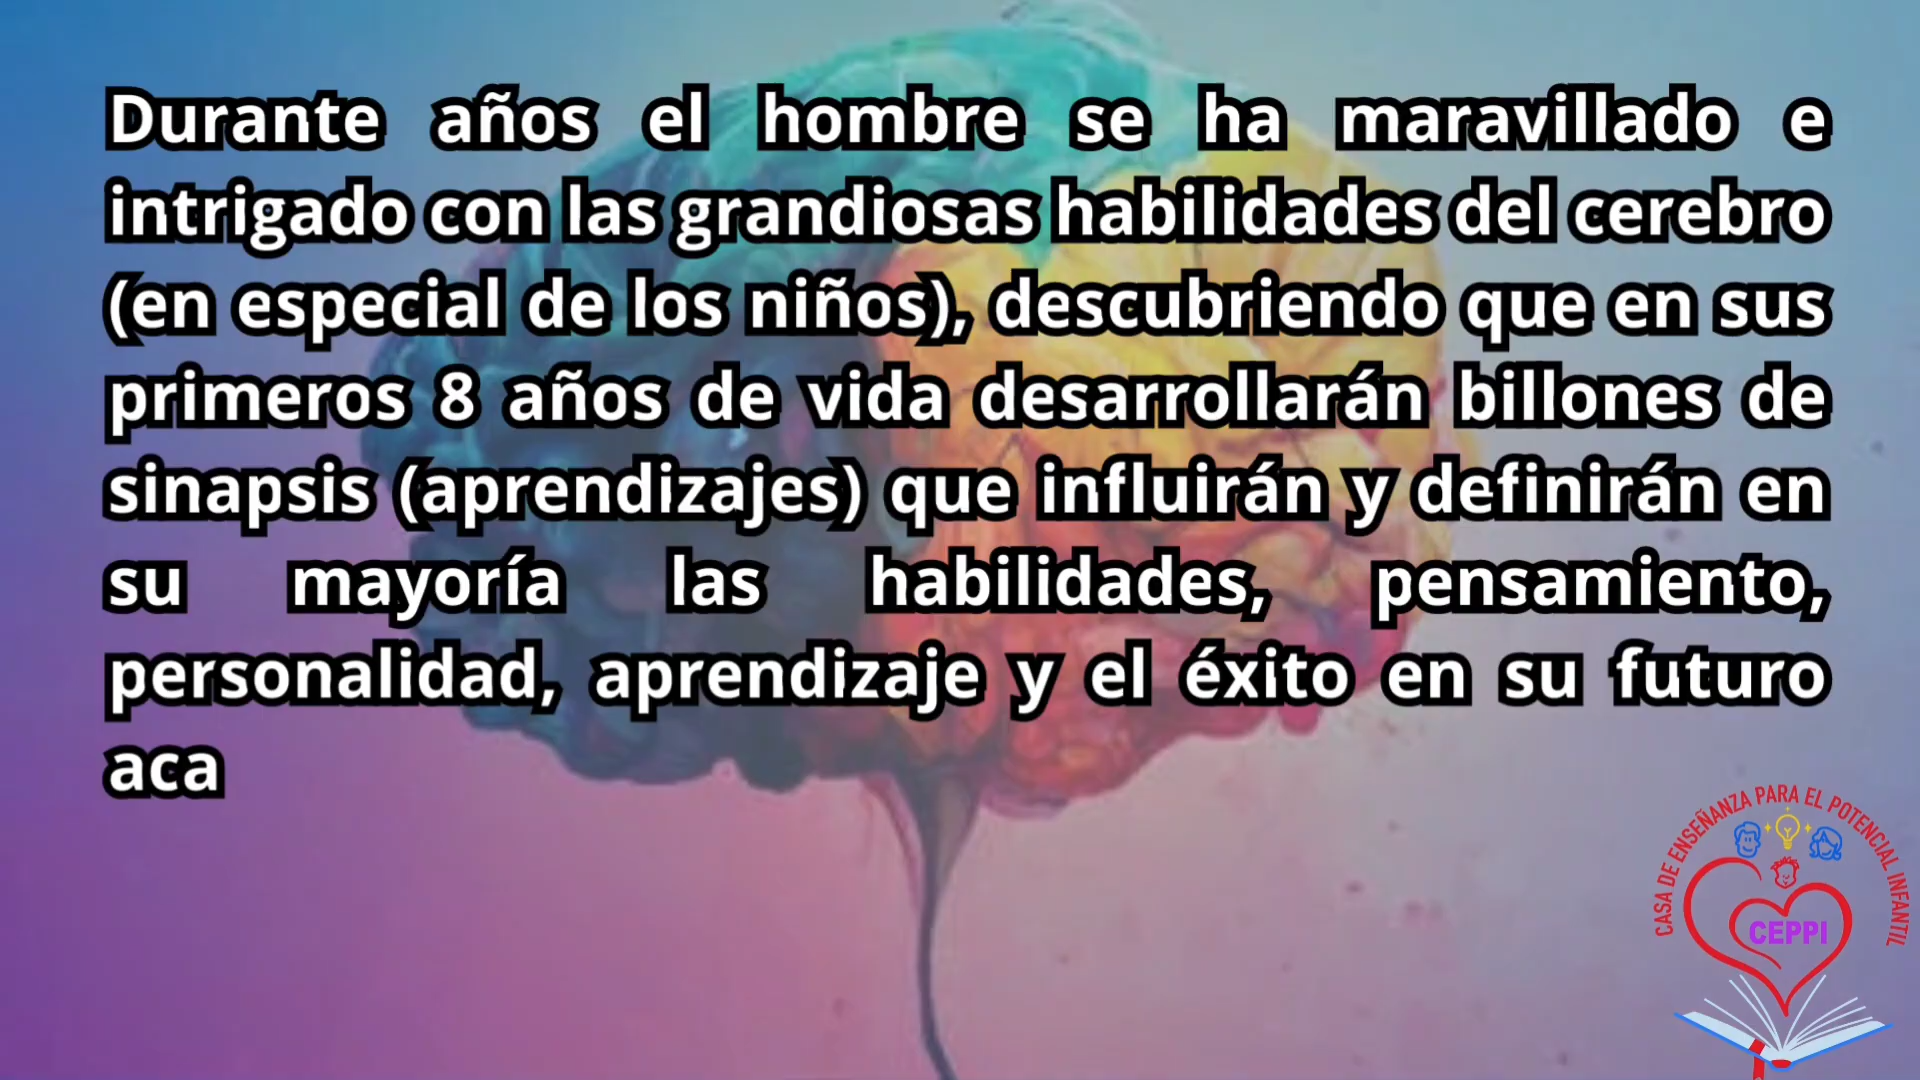 Durante años el hombre se ha maravillado e
intrigado con las grandiosas habilidades del cerebro
(en especial de los niños), descubriendo que en sus
primeros 8 años de vida desarrollarán billones de
sinapsis (aprendizajes) que influirán y definirán en
su mayoría las habilidades, pensamiento,
personalidad, aprendizaje y el éxito en su futuro
aca
CASA DE ENSEÑANZA PARA EL POTENCIAL INFANTIL
CEPPI